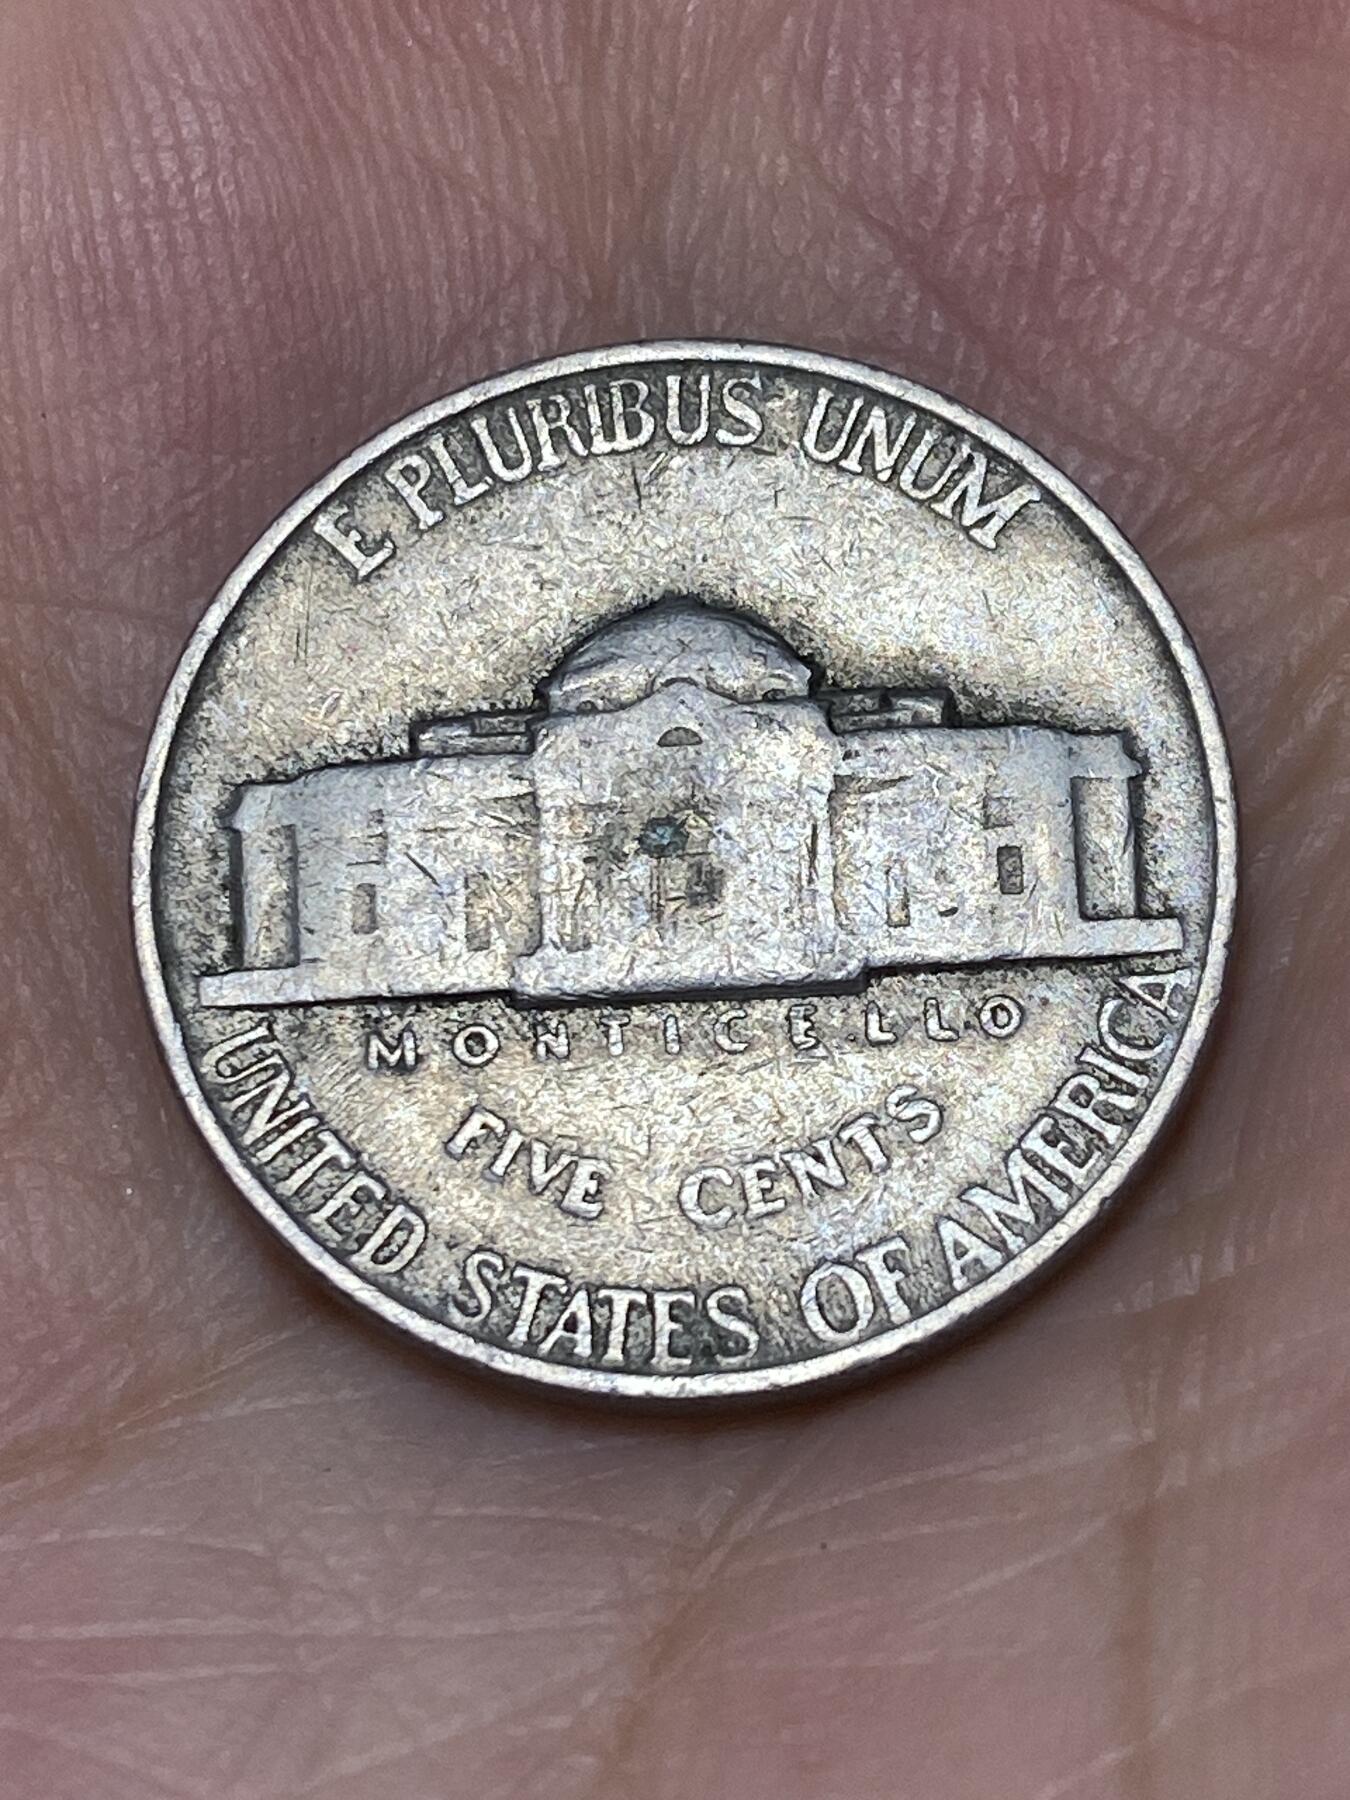 E PLURIBUS UNUM
MONTICELLO
FIVE CENTS
UNITED STATES OF AMERICA